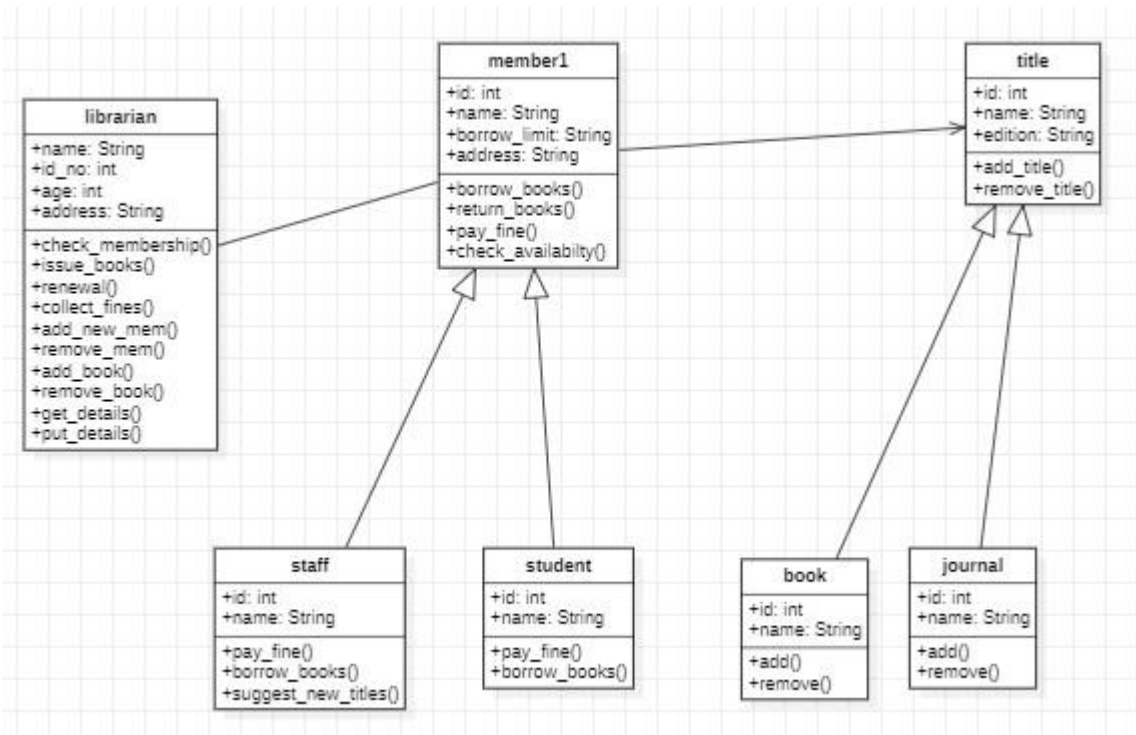 librarian
+name: String
+id_no: int
+age: int
+address: String
+check_membership()
+issue_books()
+renewal()
+collect_fines()
+add_new_mem()
+remove_mem()
+add_book()
+remove_book()
+get_details()
+put_details()
member1
+id: int
+name: String
+borrow_limit: String
+address: String
+borrow_books()
+return_books()
+pay_fine()
+check_availabilty()
title
+id: int
+name: String
+edition: String
+add_title()
+remove_title()
staff
+id: int
+name: String
+pay_fine()
+borrow_books()
+suggest_new_titles()
student
+id: int
+name: String
+pay_fine()
+borrow_books()
book
+id: int
+name: String
+add()
+remove()
journal
+id: int
+name: String
+add()
+remove()